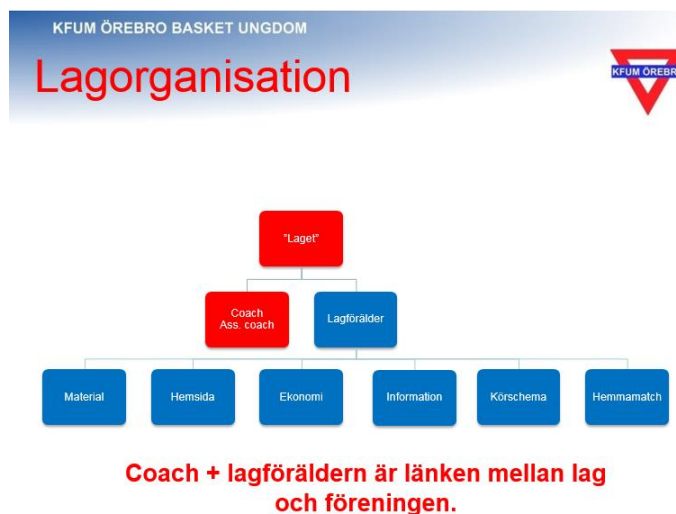 KFUM ÖREBRO BASKET UNGDOM
Lagorganisation
KFUM ÖREBR
"Laget"
Coach
Ass. coach
Lagförälder
Material
Hemsida
Ekonomi
Information
Körschema
Hemmamatch
Coach + lagföräldern är länken mellan lag
och föreningen.